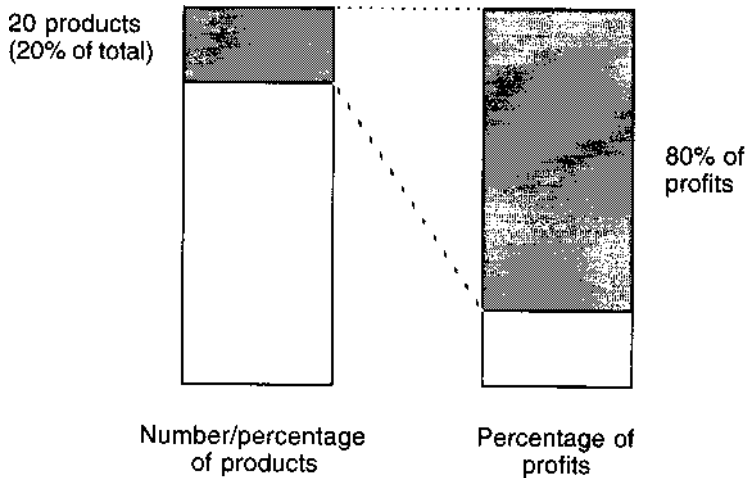 20 products
(20% of total)
80% of
profits
Number/percentage
of products
Percentage of
profits